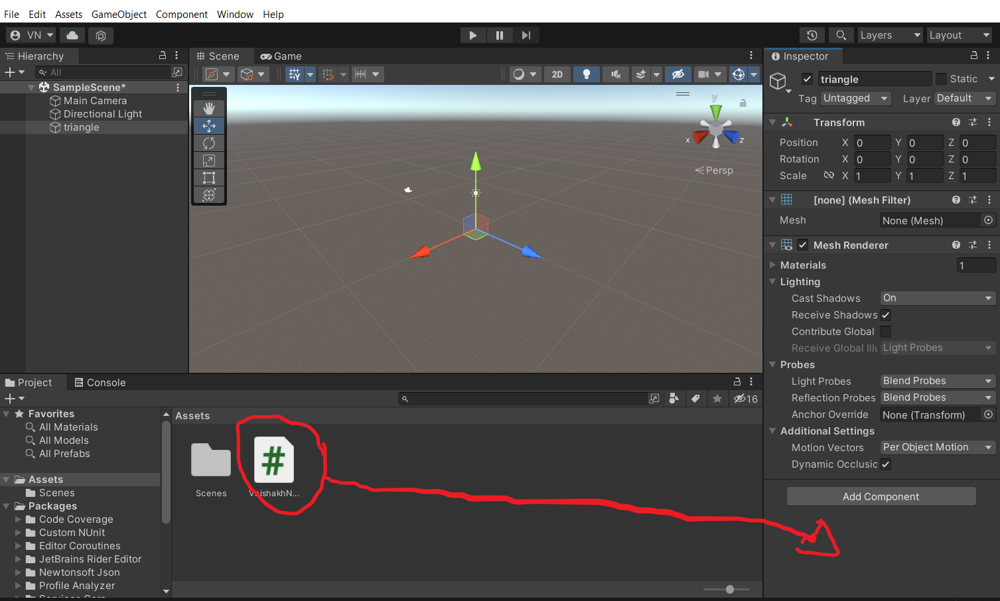 File Edit Assets GameObject Component Window Help
VN Layers Layout
Hierarchy
All
SampleScene*
Main Camera
Directional Light
triangle
Scene Game
2D
y
x z
Persp
Inspector
triangle Static
Tag Untagged Layer Default
Transform
Position X 0 Y 0 Z 0
Rotation X 0 Y 0 Z 0
Scale X 1 Y 1 Z 1
[none] (Mesh Filter)
Mesh None (Mesh)
Mesh Renderer
Materials 1
Lighting
Cast Shadows On
Receive Shadows
Contribute Global
Receive Global Illu Light Probes
Probes
Light Probes Blend Probes
Reflection Probes Blend Probes
Anchor Override None (Transform)
Additional Settings
Motion Vectors Per Object Motion
Dynamic Occlusic
Add Component
Project Console
16
Favorites
All Materials
All Models
All Prefabs
Assets
Scenes
Packages
Code Coverage
Custom NUnit
Editor Coroutines
JetBrains Rider Editor
Newtonsoft Json
Profile Analyzer
Assets
#
Scenes VaishakhN...